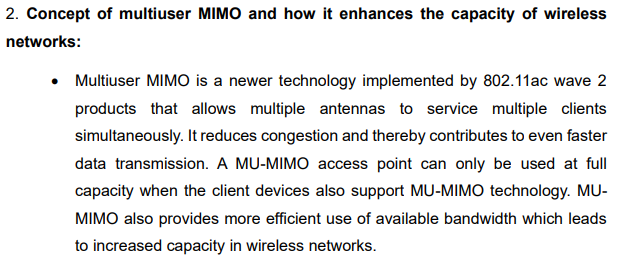 2. Concept of multiuser MIMO and how it enhances the capacity of wireless
networks:
• Multiuser MIMO is a newer technology implemented by 802.11ac wave 2
products that allows multiple antennas to service multiple clients
simultaneously. It reduces congestion and thereby contributes to even faster
data transmission. A MU-MIMO access point can only be used at full
capacity when the client devices also support MU-MIMO technology. MU-
MIMO also provides more efficient use of available bandwidth which leads
to increased capacity in wireless networks.